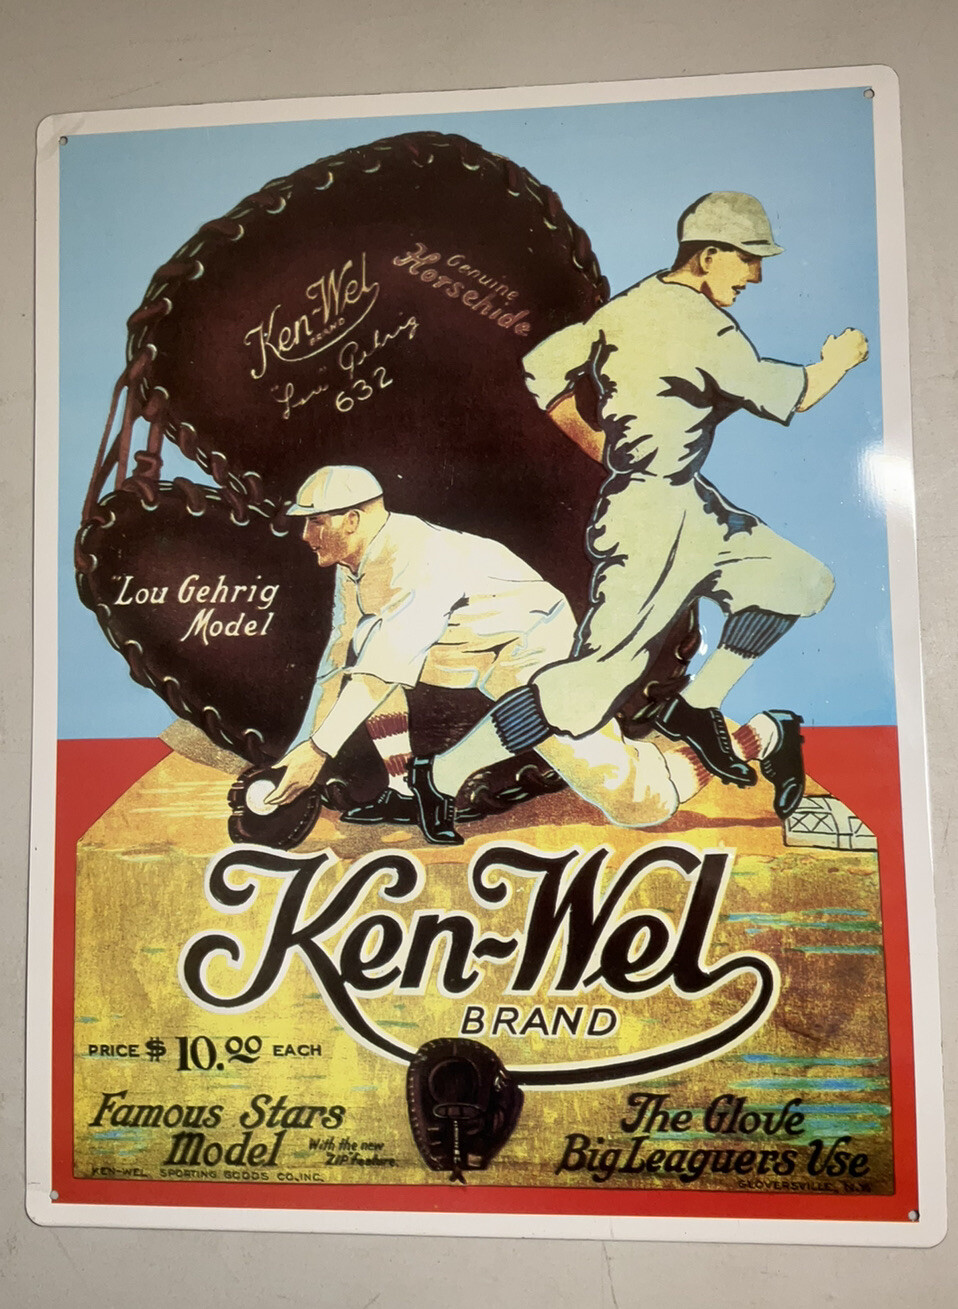 Ken-Wel
BRAND
"Lou" Gehrig
632
Genuine
Horsehide
"Lou Gehrig
Model
Ken-Wel
BRAND
PRICE $ 10.00 EACH
Famous Stars
Model
With the new
"ZIP" feature
KEN-WEL SPORTING GOODS CO., INC.
The Glove
Big Leaguers Use
GLOVERSVILLE, N.Y.